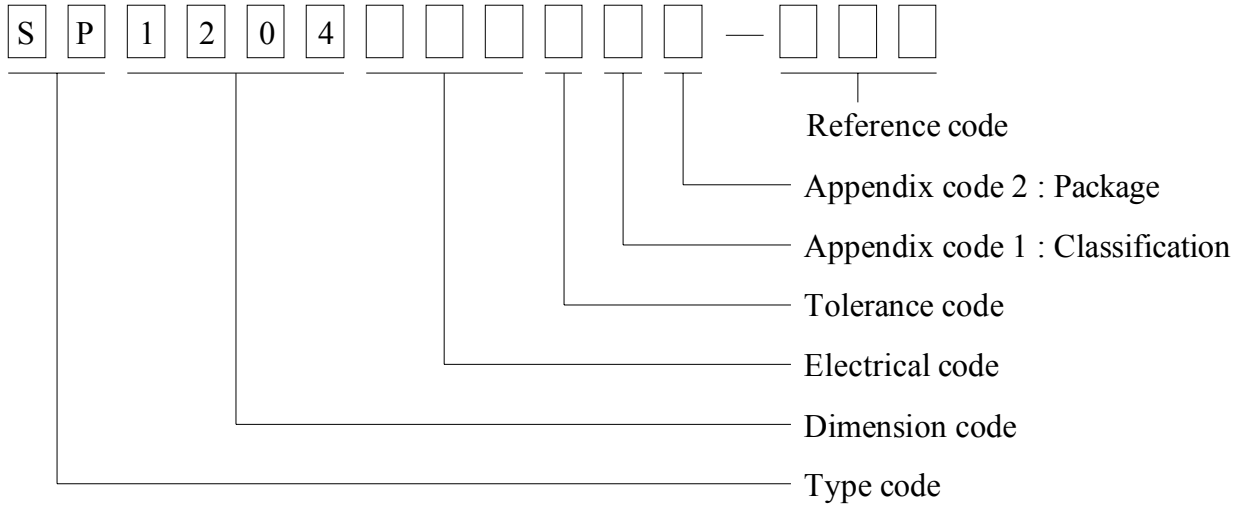 S P 1 2 0 4 —
Reference code
Appendix code 2 : Package
Appendix code 1 : Classification
Tolerance code
Electrical code
Dimension code
Type code